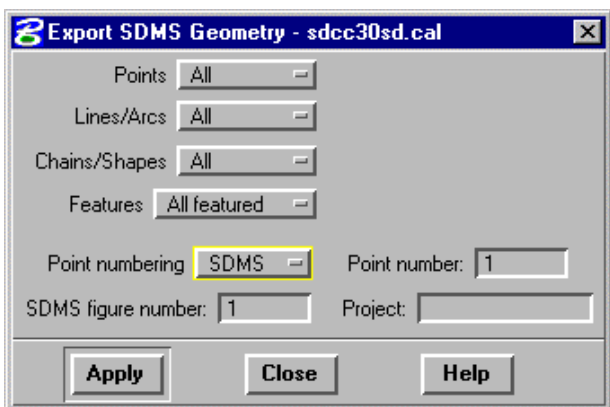 Export SDMS Geometry - sdcc30sd.cal
Points All
Lines/Arcs All
Chains/Shapes All
Features All featured
Point numbering SDMS Point number: 1
SDMS figure number: 1 Project:
Apply Close Help